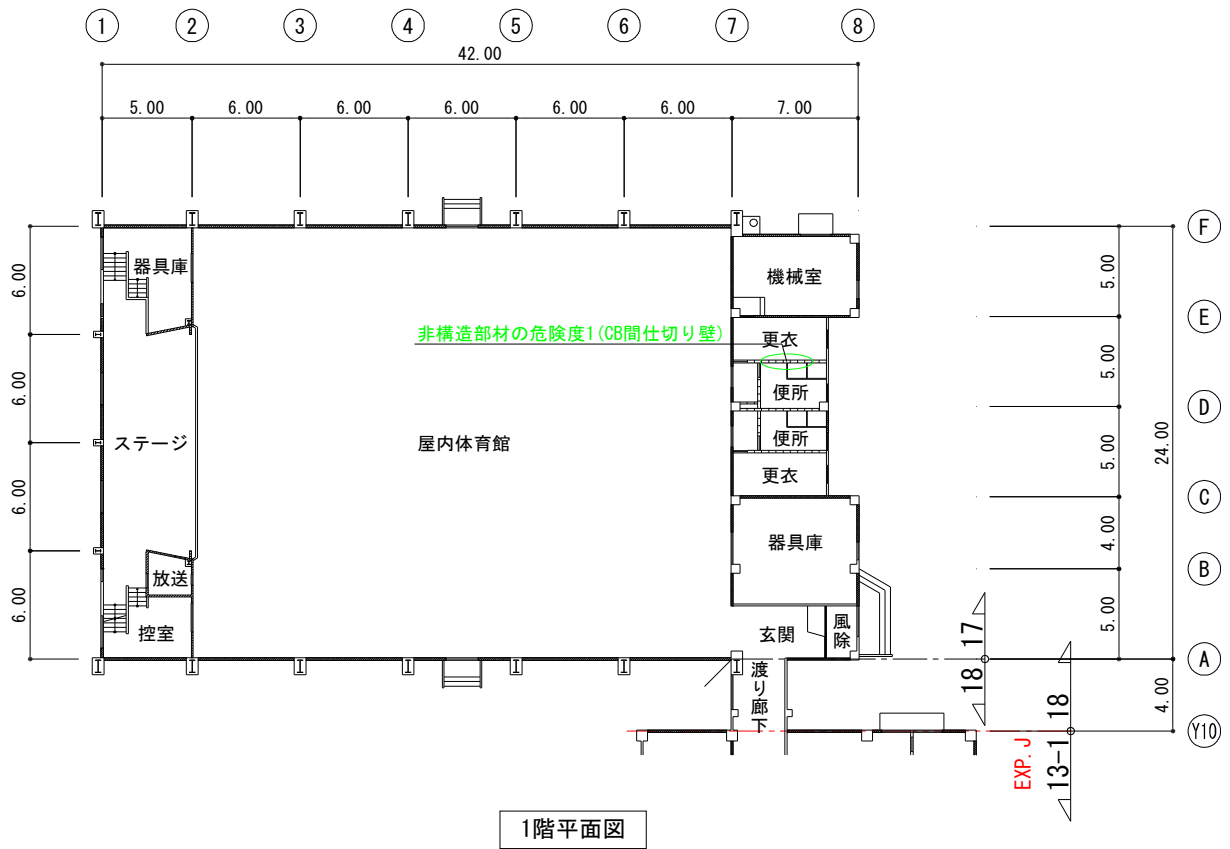 1 2 3 4 5 6 7 8
42.00
5.00 6.00 6.00 6.00 6.00 6.00 7.00
F
器具庫
機械室
6.00
5.00
E
非構造部材の危険度1(CB間仕切り壁)
更衣
6.00
5.00
便所
D
24.00
ステージ
屋内体育館
便所
5.00
6.00
更衣
C
器具庫
4.00
放送
B
6.00
5.00
控室
玄関
風除
17
A
渡り廊下
18
18
4.00
Y10
EXP.J
13-1
1階平面図